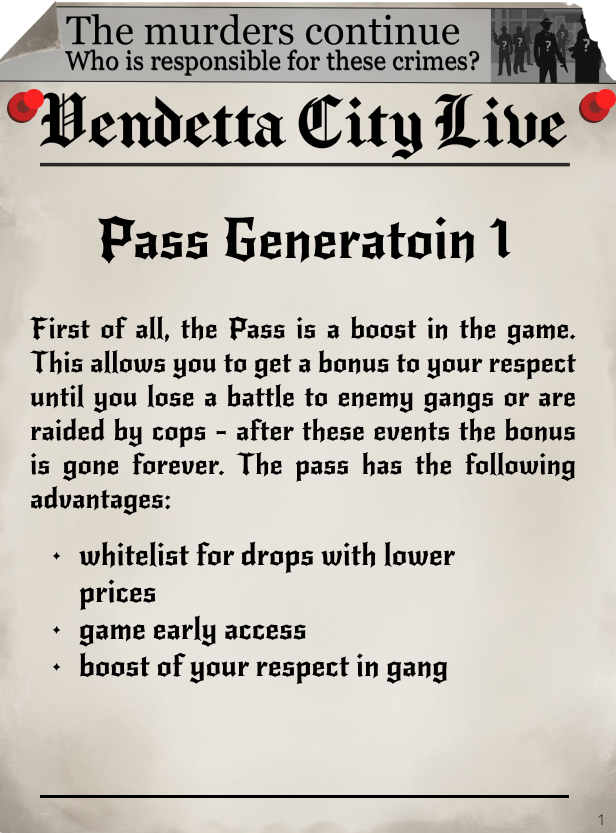 The murders continue
Who is responsible for these crimes?
Vendetta City Live
Pass Generatoin 1
First of all, the Pass is a boost in the game.
This allows you to get a bonus to your respect
until you lose a battle to enemy gangs or are
raided by cops - after these events the bonus
is gone forever. The pass has the following
advantages:
• whitelist for drops with lower
prices
• game early access
• boost of your respect in gang
1